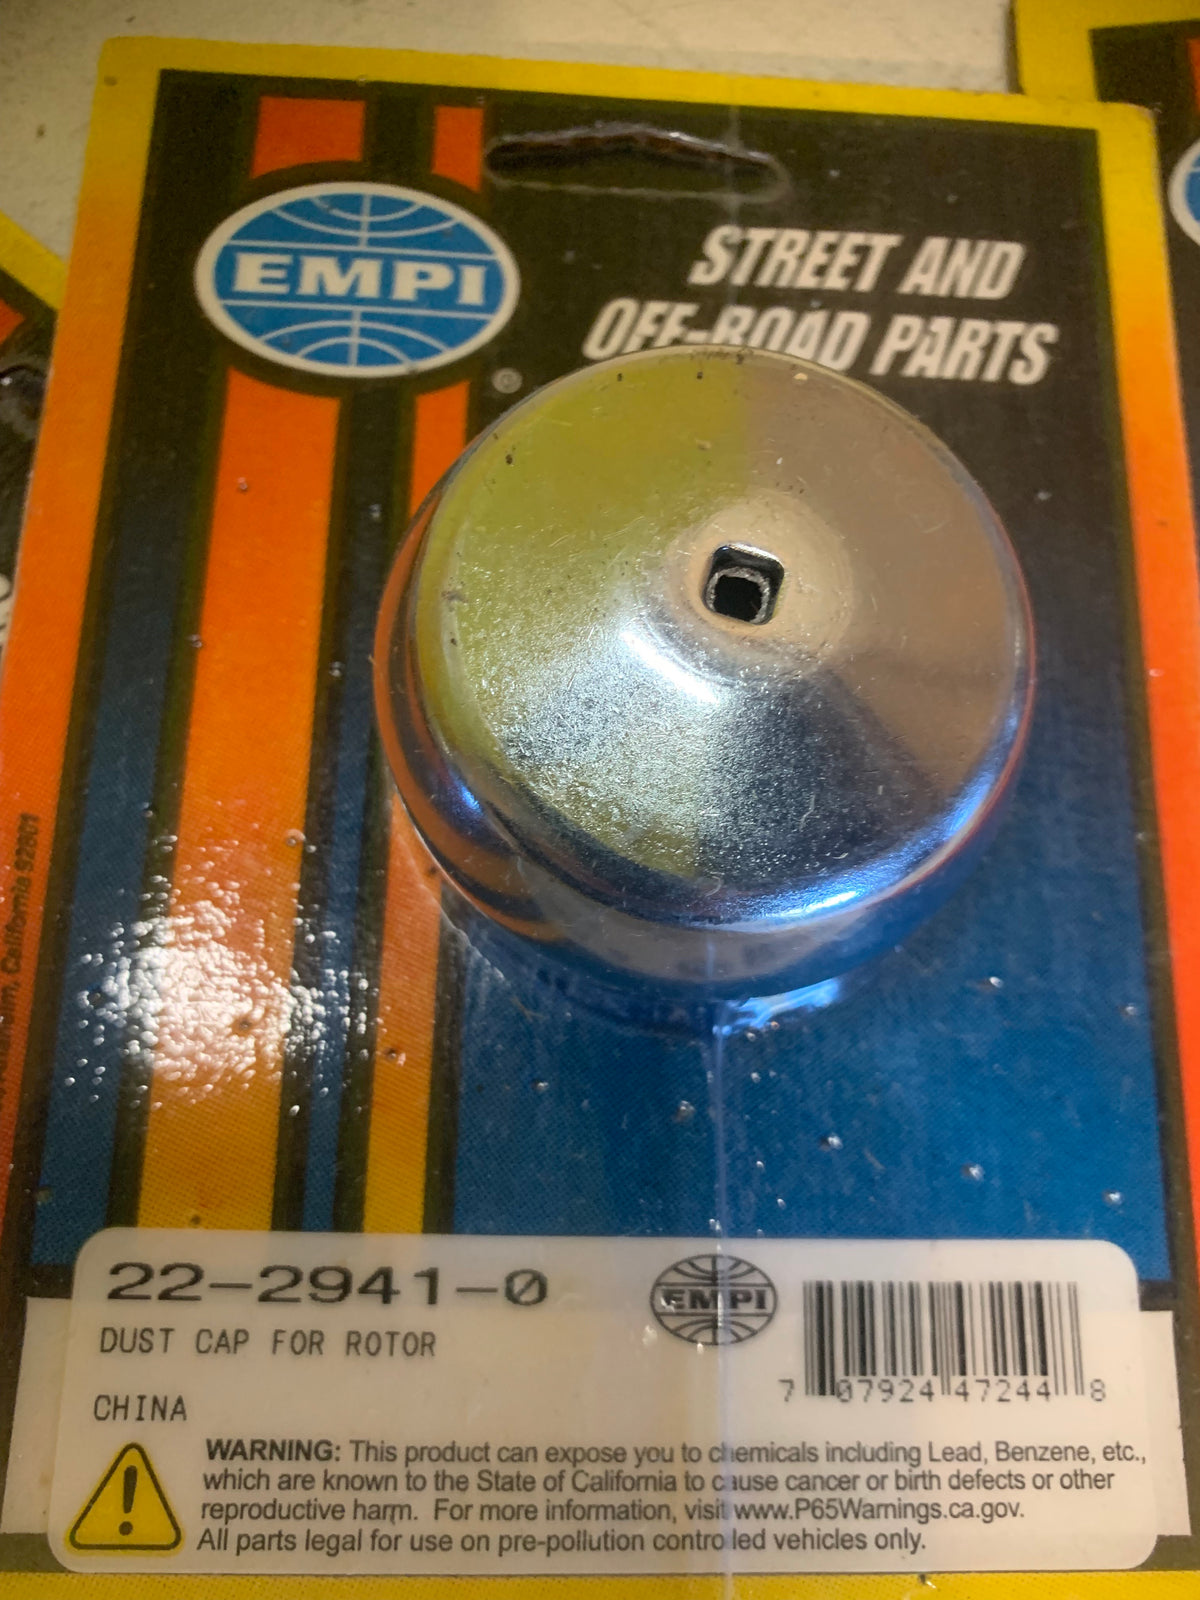 EMPI
®
STREET AND
OFF-ROAD PARTS
California 92801
22-2941-0
DUST CAP FOR ROTOR
CHINA
EMPI
7 07924 47244 8
WARNING: This product can expose you to chemicals including Lead, Benzene, etc.,
which are known to the State of California to cause cancer or birth defects or other
reproductive harm. For more information, visit www.P65Warnings.ca.gov.
All parts legal for use on pre-pollution controlled vehicles only.